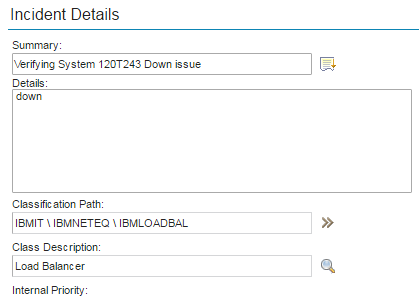 Incident Details
Summary:
Verifying System 120T243 Down issue
Details:
down
Classification Path:
IBMIT \ IBMNETEQ \ IBMLOADBAL
Class Description:
Load Balancer
Internal Priority: